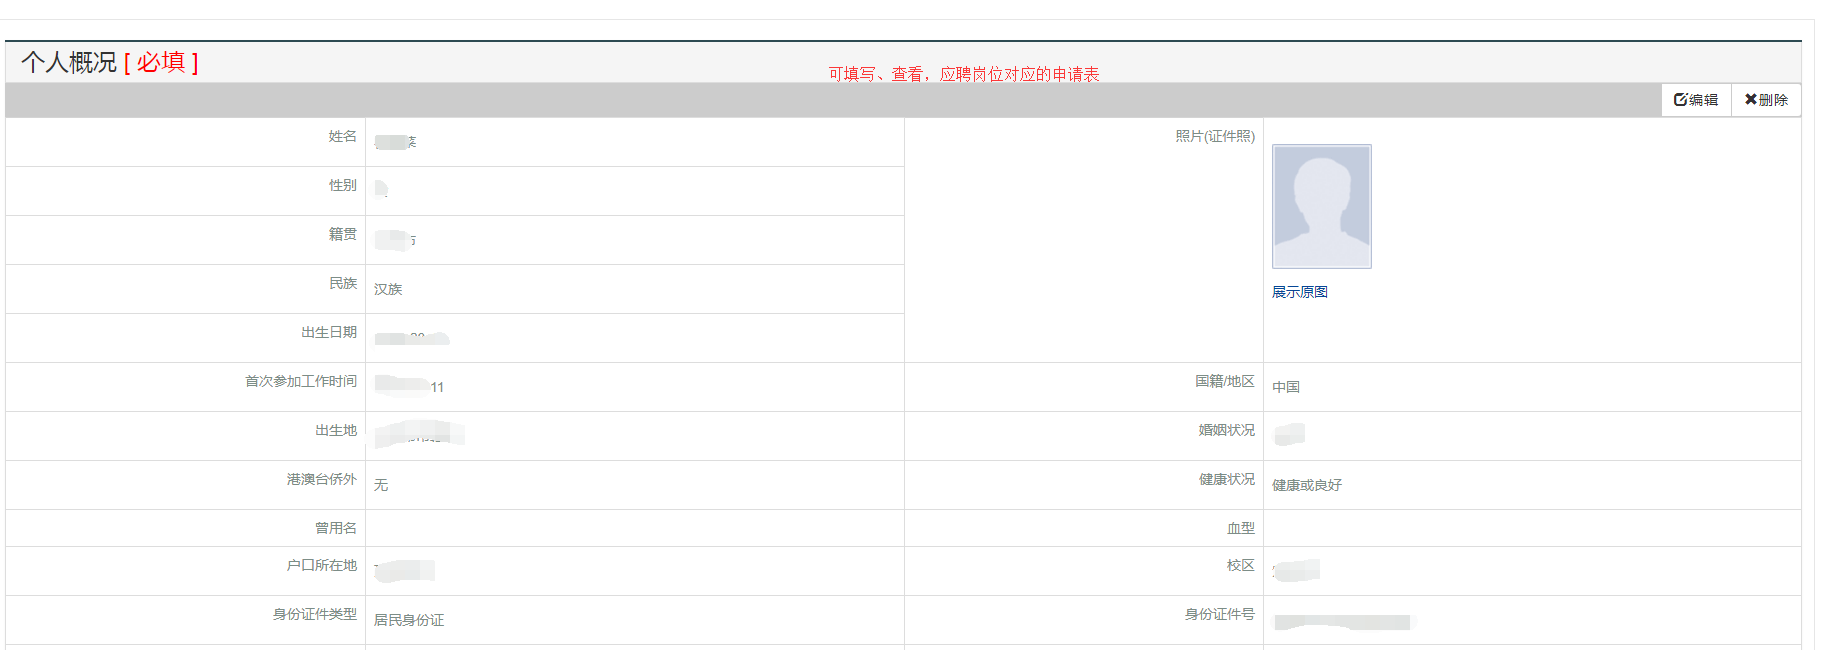 个人概况 [ 必填 ]
可填写、查看，应聘岗位对应的申请表
编辑 删除
姓名 照片(证件照)
性别
籍贯
民族 汉族
展示原图
出生日期
首次参加工作时间 11 国籍/地区 中国
出生地 婚姻状况
港澳台侨外 无 健康状况 健康或良好
曾用名 血型
户口所在地 校区
身份证件类型 居民身份证 身份证件号